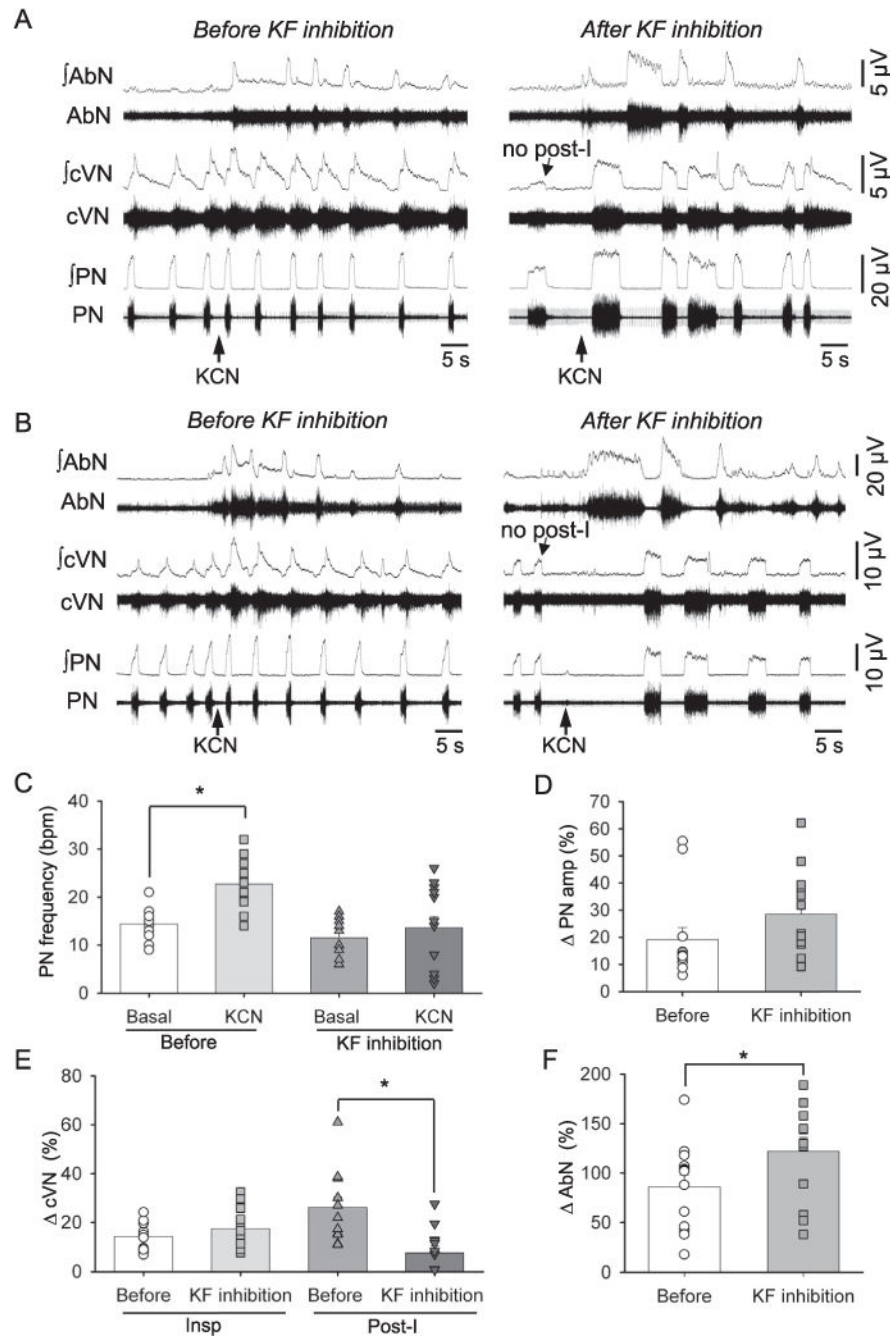 A
Before KF inhibition
After KF inhibition
∫AbN
AbN
5 µV
no post-I
∫cVN
cVN
5 µV
∫PN
PN
20 µV
KCN
5 s
KCN
5 s
B
Before KF inhibition
After KF inhibition
∫AbN
AbN
20 µV
no post-I
∫cVN
cVN
10 µV
∫PN
PN
10 µV
KCN
5 s
KCN
5 s
C
PN frequency (bpm)
40
30
20
10
0
*
Basal KCN Basal KCN
Before KF inhibition
D
Δ PN amp (%)
70
60
50
40
30
20
10
0
Before KF inhibition
E
Δ cVN (%)
80
60
40
20
0
*
Before KF inhibition Before KF inhibition
Insp Post-I
F
Δ AbN (%)
200
150
100
50
0
*
Before KF inhibition